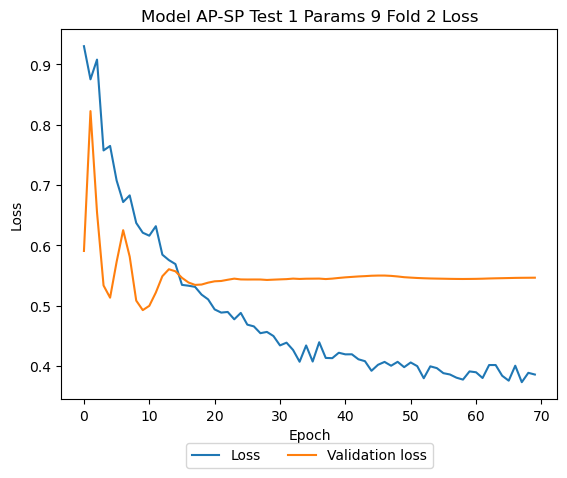 Model AP-SP Test 1 Params 9 Fold 2 Loss
0.9
0.8
0.7
0.6
0.5
0.4
Loss
0 10 20 30 40 50 60 70
Epoch
Loss Validation loss